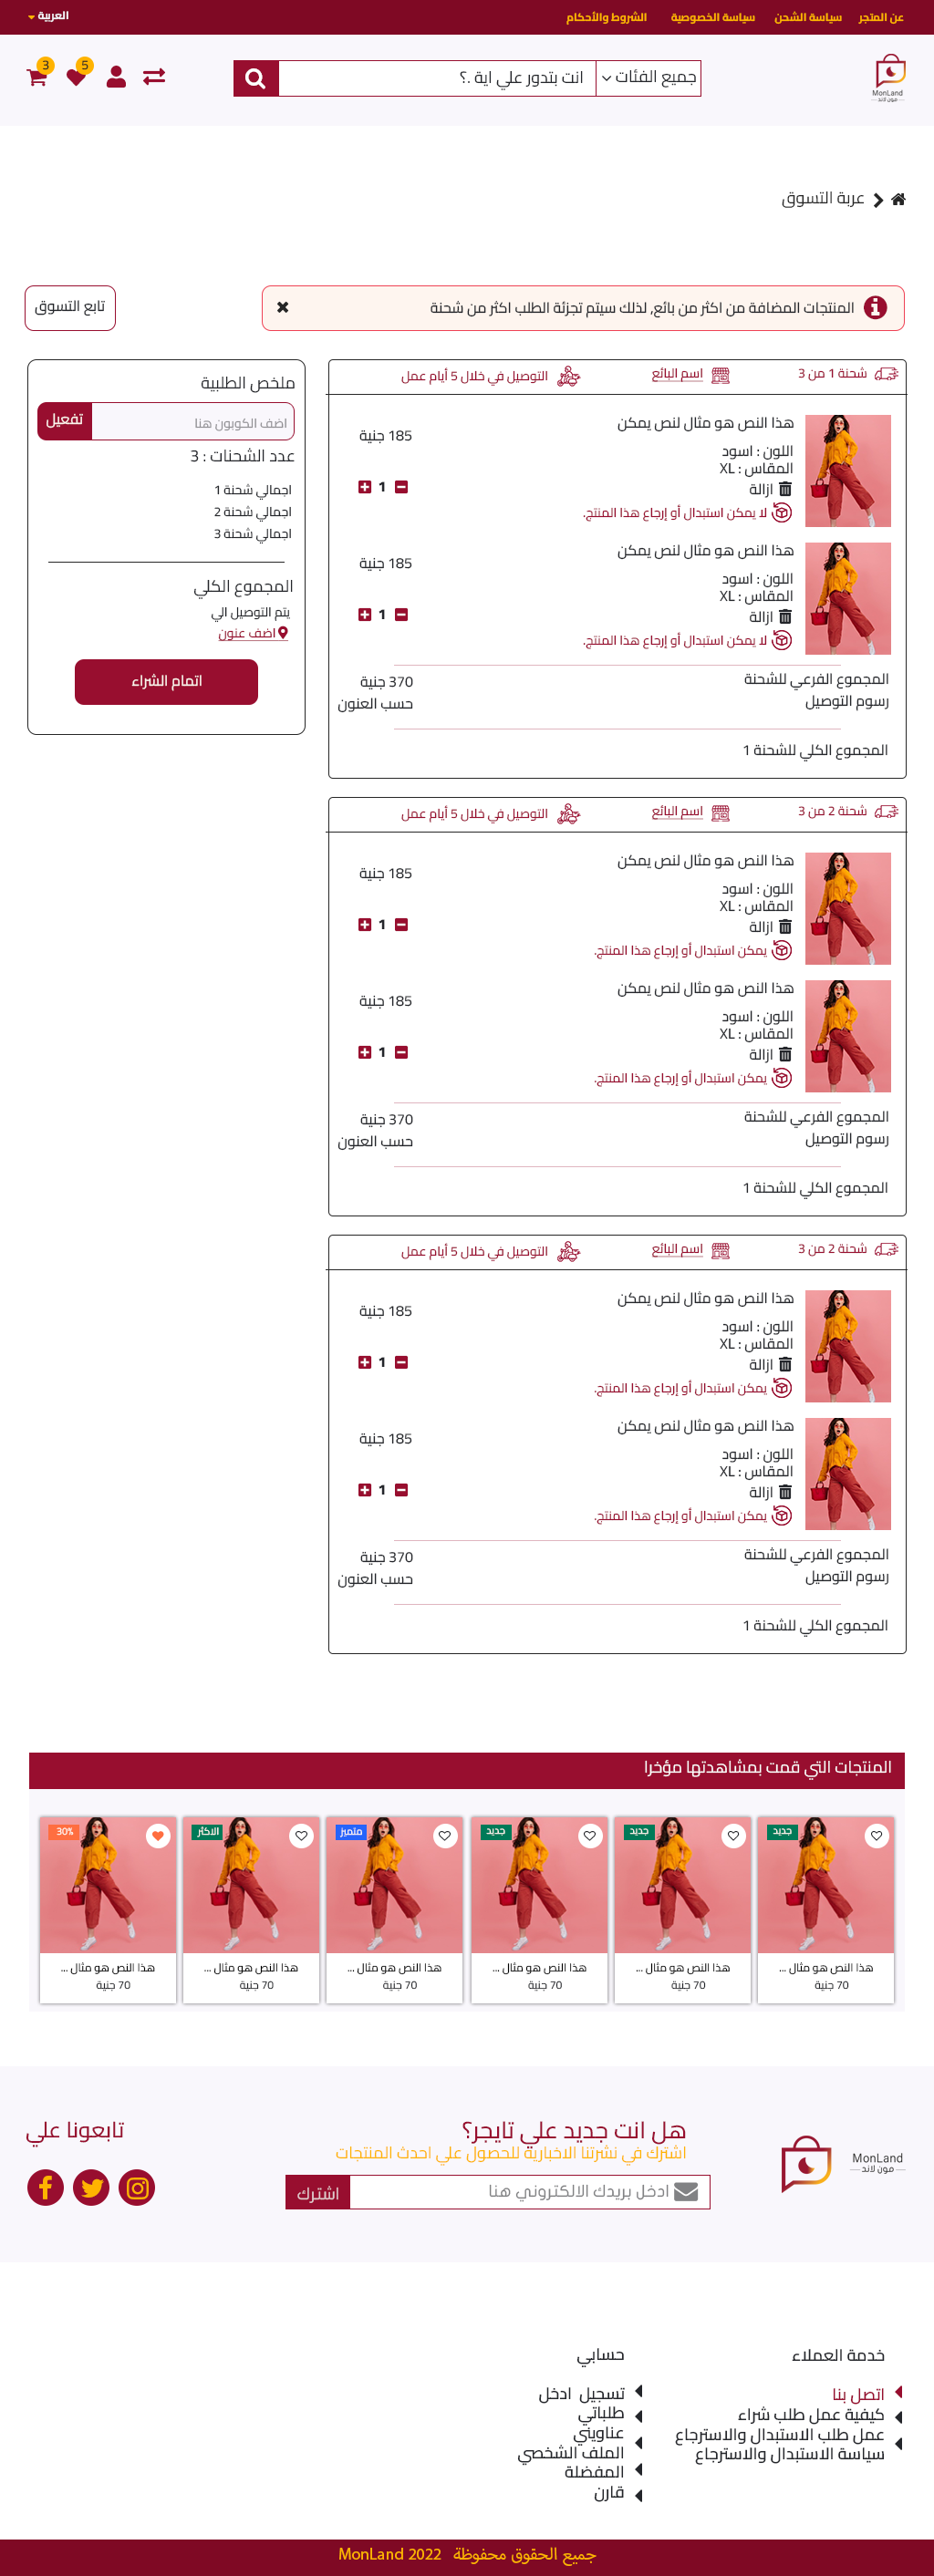 عن المتجر سياسة الشحن سياسة الخصوصية الشروط والأحكام العربية
MonLand
مون لاند
جميع الفئات انت بتدور علي اية .؟
5 3
عربة التسوق
المنتجات المضافة من اكثر من بائع, لذلك سيتم تجزئة الطلب اكثر من شحنة
تابع التسوق
شحنة 1 من 3 اسم البائع التوصيل في خلال 5 أيام عمل
هذا النص هو مثال لنص يمكن
185 جنية
اللون : اسود
المقاس : XL
ازالة
1
لا يمكن استبدال أو إرجاع هذا المنتج.
هذا النص هو مثال لنص يمكن
185 جنية
اللون : اسود
المقاس : XL
ازالة
1
لا يمكن استبدال أو إرجاع هذا المنتج.
المجموع الفرعي للشحنة 370 جنية
رسوم التوصيل حسب العنون
المجموع الكلي للشحنة 1
ملخص الطلبية
اضف الكوبون هنا تفعيل
عدد الشحنات : 3
اجمالي شحنة 1
اجمالي شحنة 2
اجمالي شحنة 3
المجموع الكلي
يتم التوصيل الي
اضف عنون
اتمام الشراء
شحنة 2 من 3 اسم البائع التوصيل في خلال 5 أيام عمل
هذا النص هو مثال لنص يمكن
185 جنية
اللون : اسود
المقاس : XL
ازالة
1
يمكن استبدال أو إرجاع هذا المنتج.
هذا النص هو مثال لنص يمكن
185 جنية
اللون : اسود
المقاس : XL
ازالة
1
يمكن استبدال أو إرجاع هذا المنتج.
المجموع الفرعي للشحنة 370 جنية
رسوم التوصيل حسب العنون
المجموع الكلي للشحنة 1
شحنة 2 من 3 اسم البائع التوصيل في خلال 5 أيام عمل
هذا النص هو مثال لنص يمكن
185 جنية
اللون : اسود
المقاس : XL
ازالة
1
يمكن استبدال أو إرجاع هذا المنتج.
هذا النص هو مثال لنص يمكن
185 جنية
اللون : اسود
المقاس : XL
ازالة
1
يمكن استبدال أو إرجاع هذا المنتج.
المجموع الفرعي للشحنة 370 جنية
رسوم التوصيل حسب العنون
المجموع الكلي للشحنة 1
المنتجات التي قمت بمشاهدتها مؤخرا
جديد جديد جديد متميز الاكثر 30%
هذا النص هو مثال ... هذا النص هو مثال ... هذا النص هو مثال ... هذا النص هو مثال ... هذا النص هو مثال ... هذا النص هو مثال ...
70 جنية 70 جنية 70 جنية 70 جنية 70 جنية 70 جنية
MonLand
مون لاند
هل انت جديد علي تايجر؟
اشترك في نشرتنا الاخبارية للحصول علي احدث المنتجات
ادخل بريدك الالكتروني هنا اشترك
تابعونا علي
خدمة العملاء
اتصل بنا
كيفية عمل طلب شراء
عمل طلب الاستبدال والاسترجاع
سياسة الاستبدال والاسترجاع
حسابي
تسجيل ادخل
طلباتي
عناويني
الملف الشخصي
المفضلة
قارن
جميع الحقوق محفوظة MonLand 2022